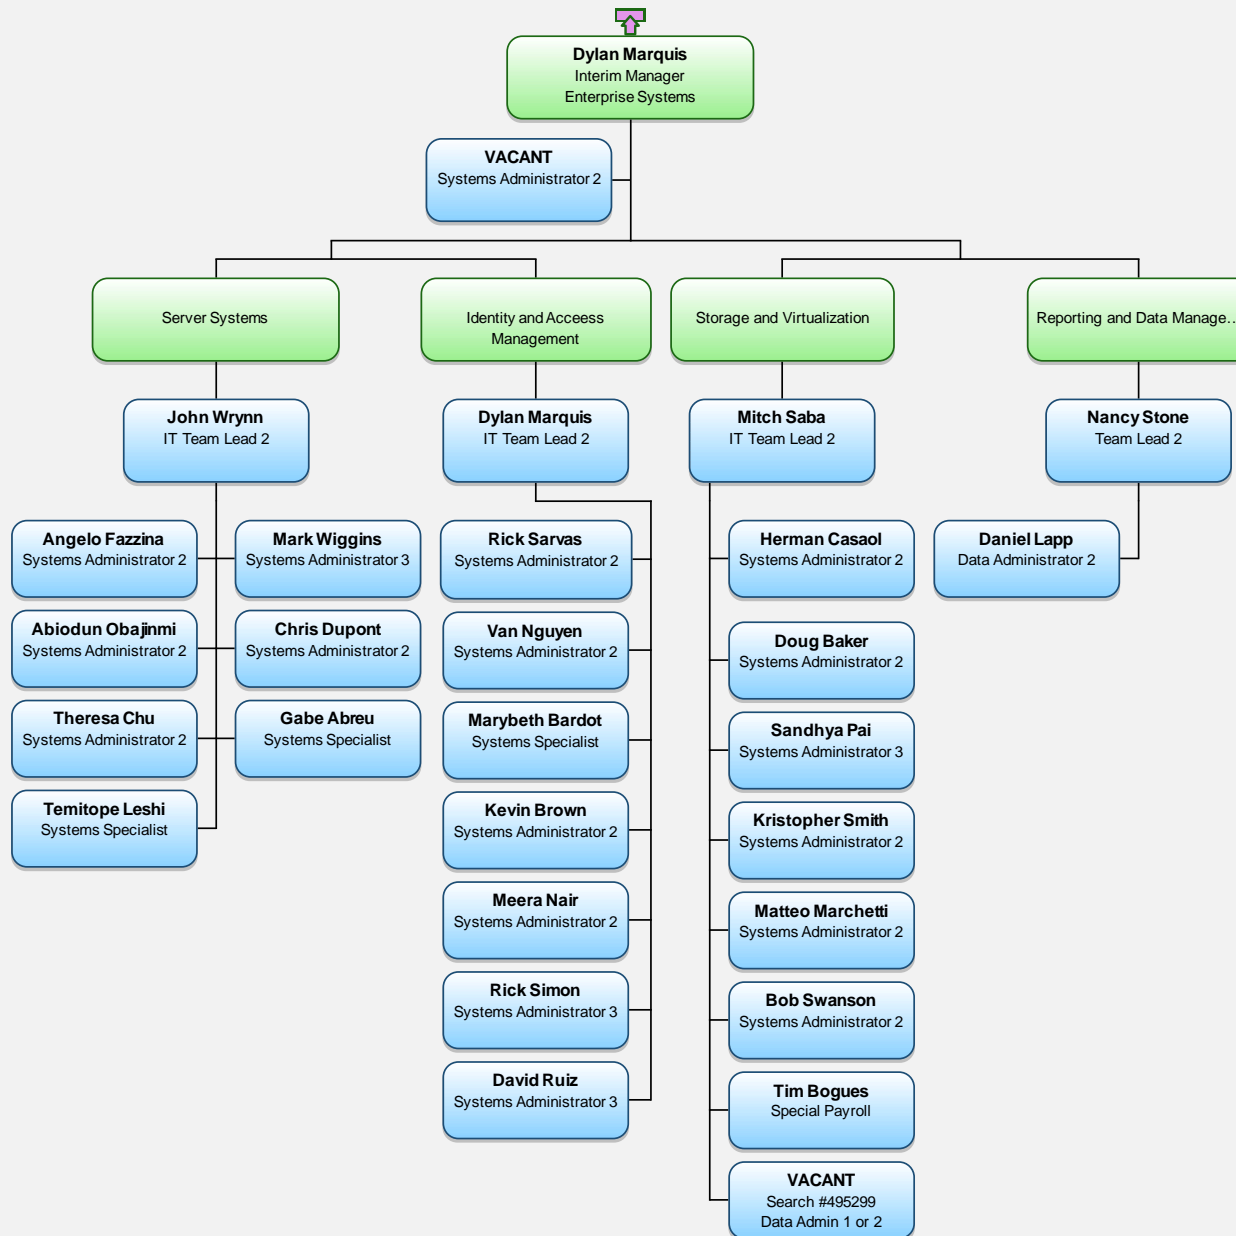 Dylan Marquis
Interim Manager
Enterprise Systems
VACANT
Systems Administrator 2
Server Systems
Identity and Acceess
Management
Storage and Virtualization
Reporting and Data Manage...
John Wrynn
IT Team Lead 2
Dylan Marquis
IT Team Lead 2
Mitch Saba
IT Team Lead 2
Nancy Stone
Team Lead 2
Angelo Fazzina
Systems Administrator 2
Mark Wiggins
Systems Administrator 3
Abiodun Obajinmi
Systems Administrator 2
Chris Dupont
Systems Administrator 2
Theresa Chu
Systems Administrator 2
Gabe Abreu
Systems Specialist
Temitope Leshi
Systems Specialist
Rick Sarvas
Systems Administrator 2
Van Nguyen
Systems Administrator 2
Marybeth Bardot
Systems Specialist
Kevin Brown
Systems Administrator 2
Meera Nair
Systems Administrator 2
Rick Simon
Systems Administrator 3
David Ruiz
Systems Administrator 3
Herman Casaol
Systems Administrator 2
Doug Baker
Systems Administrator 2
Sandhya Pai
Systems Administrator 3
Kristopher Smith
Systems Administrator 2
Matteo Marchetti
Systems Administrator 2
Bob Swanson
Systems Administrator 2
Tim Bogues
Special Payroll
VACANT
Search #495299
Data Admin 1 or 2
Daniel Lapp
Data Administrator 2